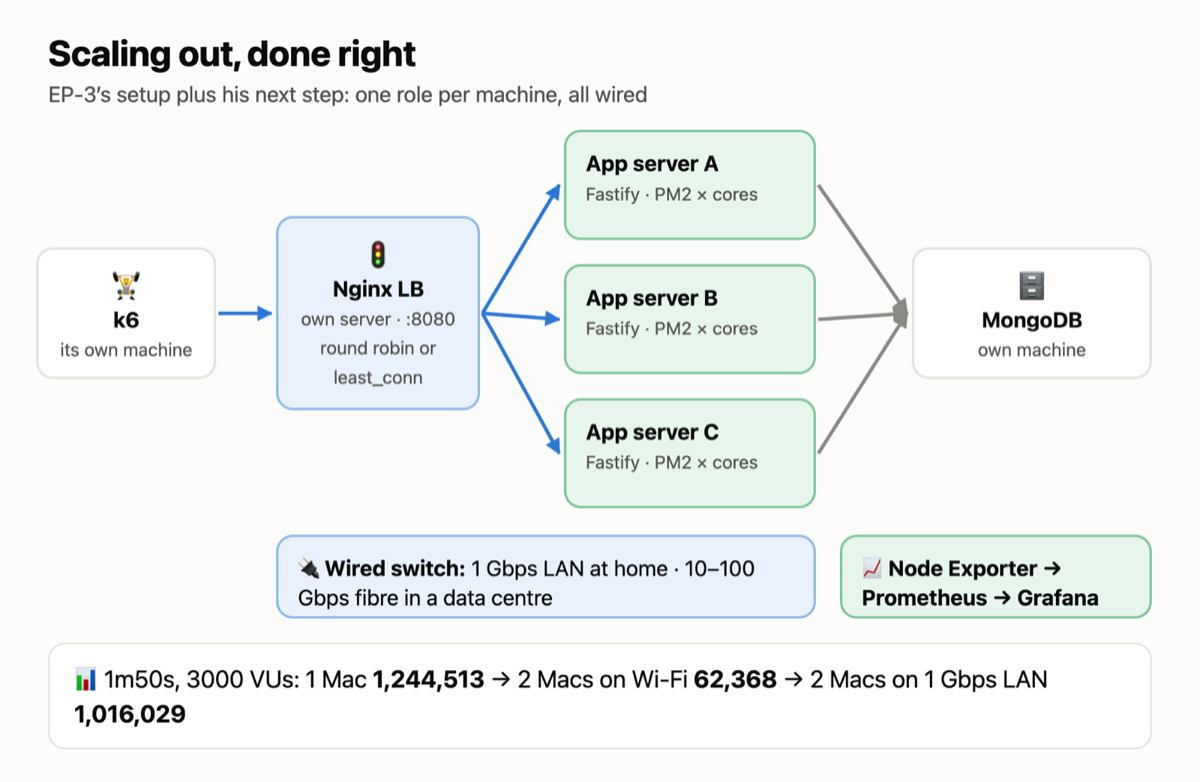 Scaling out, done right
EP-3's setup plus his next step: one role per machine, all wired
k6
its own machine
Nginx LB
own server · :8080
round robin or
least_conn
App server A
Fastify · PM2 × cores
App server B
Fastify · PM2 × cores
App server C
Fastify · PM2 × cores
MongoDB
own machine
🔌 Wired switch: 1 Gbps LAN at home · 10–100
Gbps fibre in a data centre
📈 Node Exporter →
Prometheus → Grafana
📊 1m50s, 3000 VUs: 1 Mac 1,244,513 → 2 Macs on Wi-Fi 62,368 → 2 Macs on 1 Gbps LAN
1,016,029